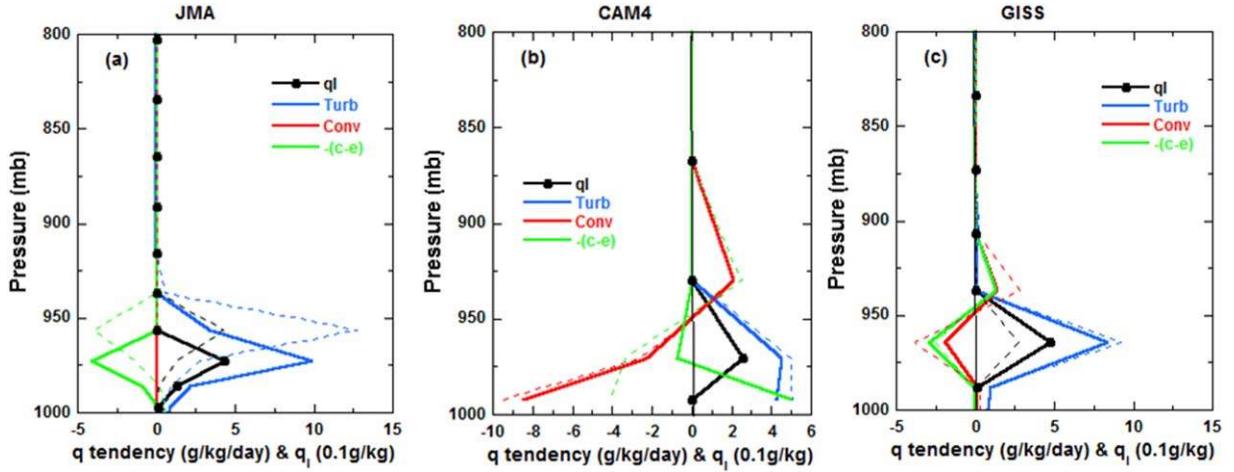 JMA
CAM4
GISS
(a)
ql
Turb
Conv
-(c-e)
Pressure (mb)
800
850
900
950
1000
-5
0
5
10
15
q tendency (g/kg/day) & q_l (0.1g/kg)
(b)
ql
Turb
Conv
-(c-e)
Pressure (mb)
800
850
900
950
1000
-10
-8
-6
-4
-2
0
2
4
6
q tendency (g/kg/day) & q_l (0.1g/kg)
(c)
ql
Turb
Conv
-(c-e)
Pressure (mb)
800
850
900
950
1000
-5
0
5
10
15
q tendency (g/kg/day) & q_l (0.1g/kg)